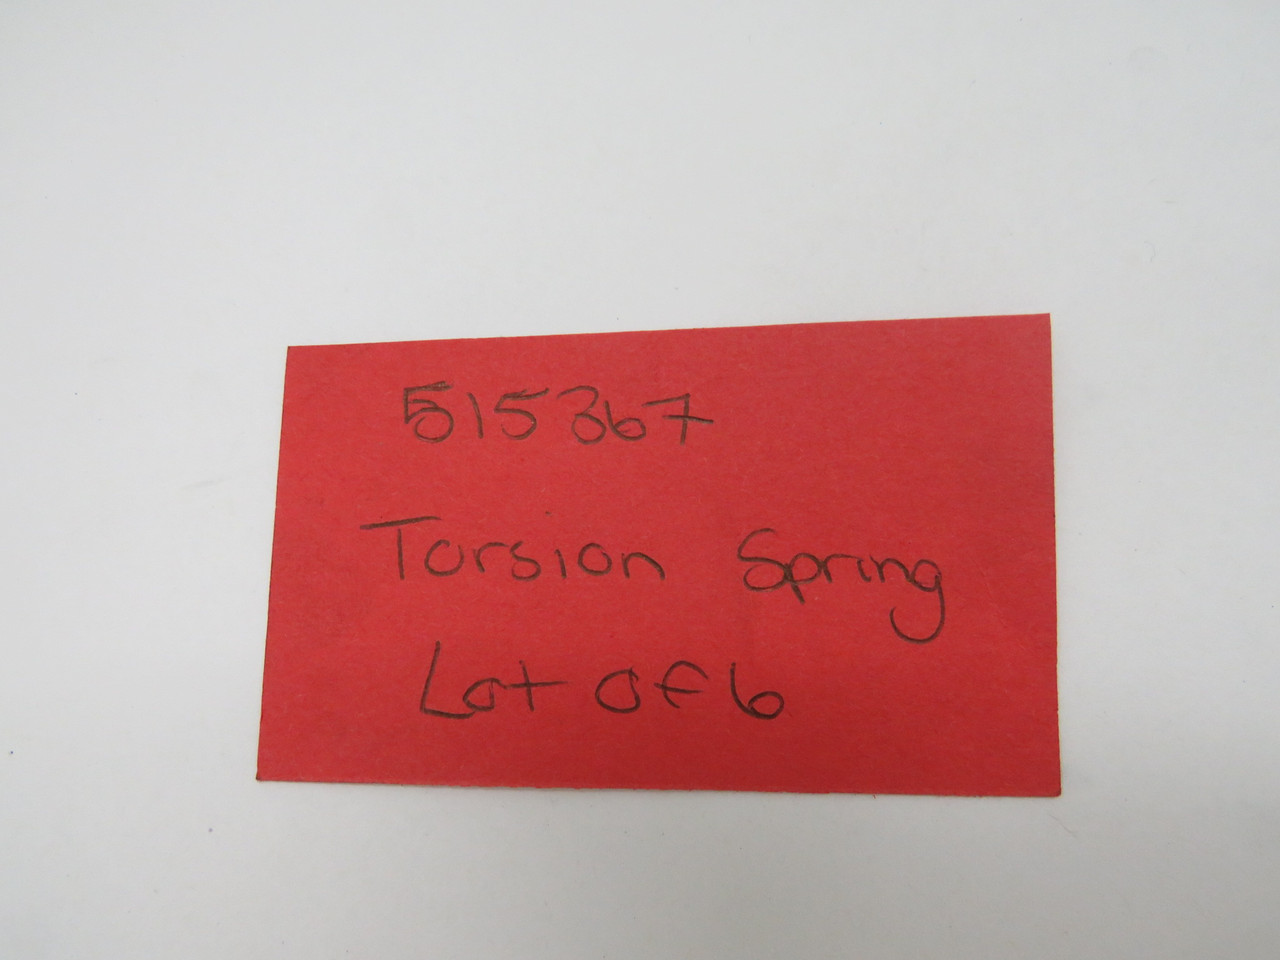 515367
Torsion Spring
Lot of 6